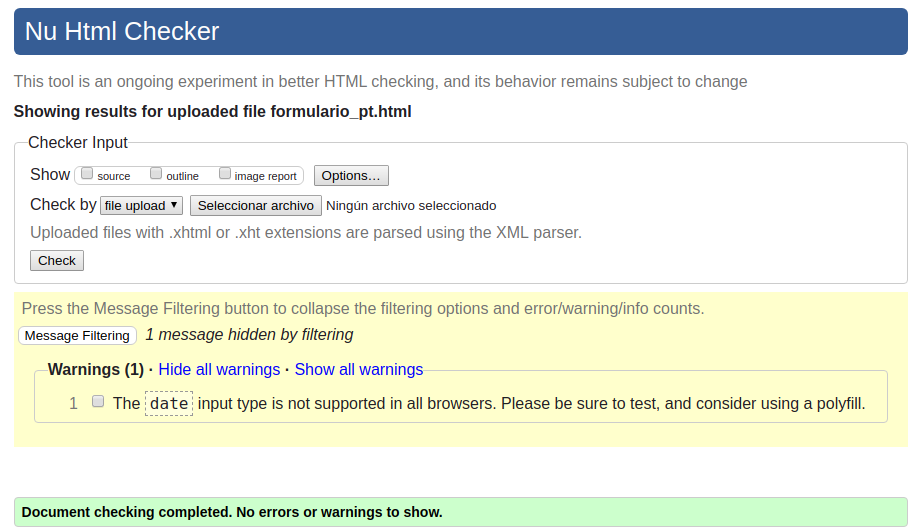 Nu Html Checker
This tool is an ongoing experiment in better HTML checking, and its behavior remains subject to change
Showing results for uploaded file formulario_pt.html
Checker Input
Show source outline image report Options...
Check by file upload Seleccionar archivo Ningún archivo seleccionado
Uploaded files with .xhtml or .xht extensions are parsed using the XML parser.
Check
Press the Message Filtering button to collapse the filtering options and error/warning/info counts.
Message Filtering 1 message hidden by filtering
Warnings (1) · Hide all warnings · Show all warnings
1 The date input type is not supported in all browsers. Please be sure to test, and consider using a polyfill.
Document checking completed. No errors or warnings to show.